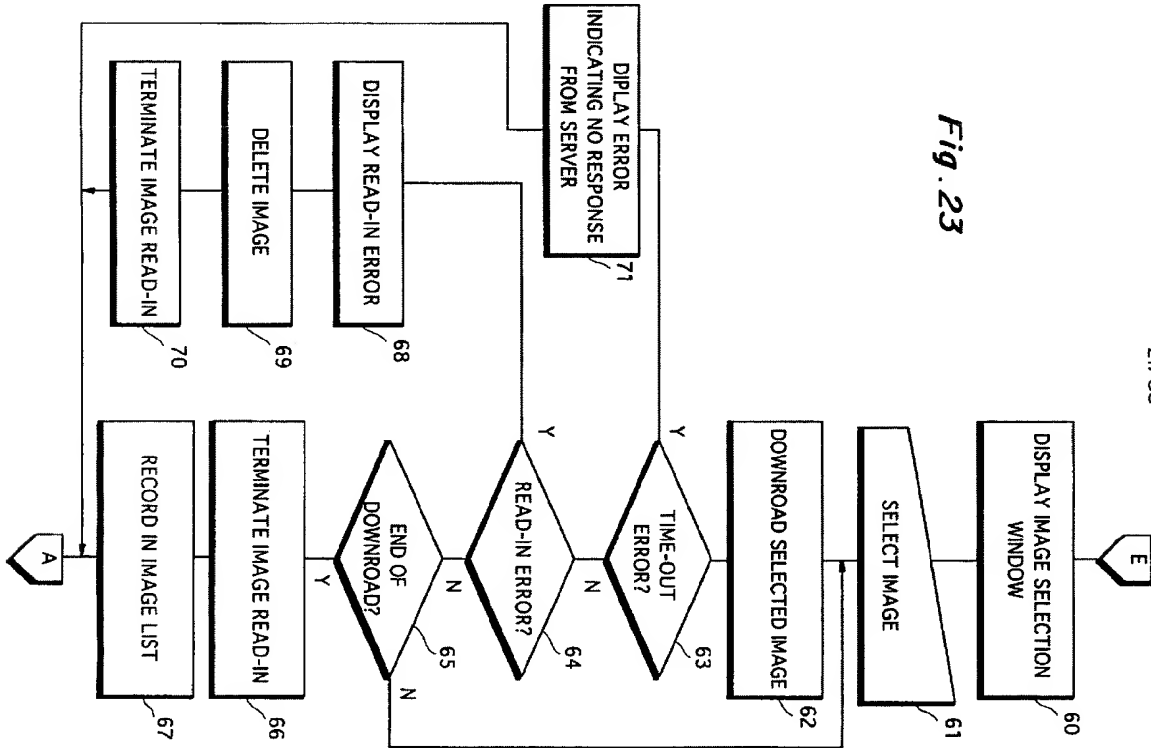 Fig. 23
E
DISPLAY IMAGE SELECTION
WINDOW
60
SELECT IMAGE
61
DOWNROAD SELECTED IMAGE
62
TIME-OUT
ERROR?
63
Y
N
DIPLAY ERROR
INDICATING NO RESPONSE
FROM SERVER
71
READ-IN ERROR?
64
Y
N
END OF
DOWNROAD?
65
N
Y
DISPLAY READ-IN ERROR
68
DELETE IMAGE
69
TERMINATE IMAGE READ-IN
70
TERMINATE IMAGE READ-IN
66
RECORD IN IMAGE LIST
67
A